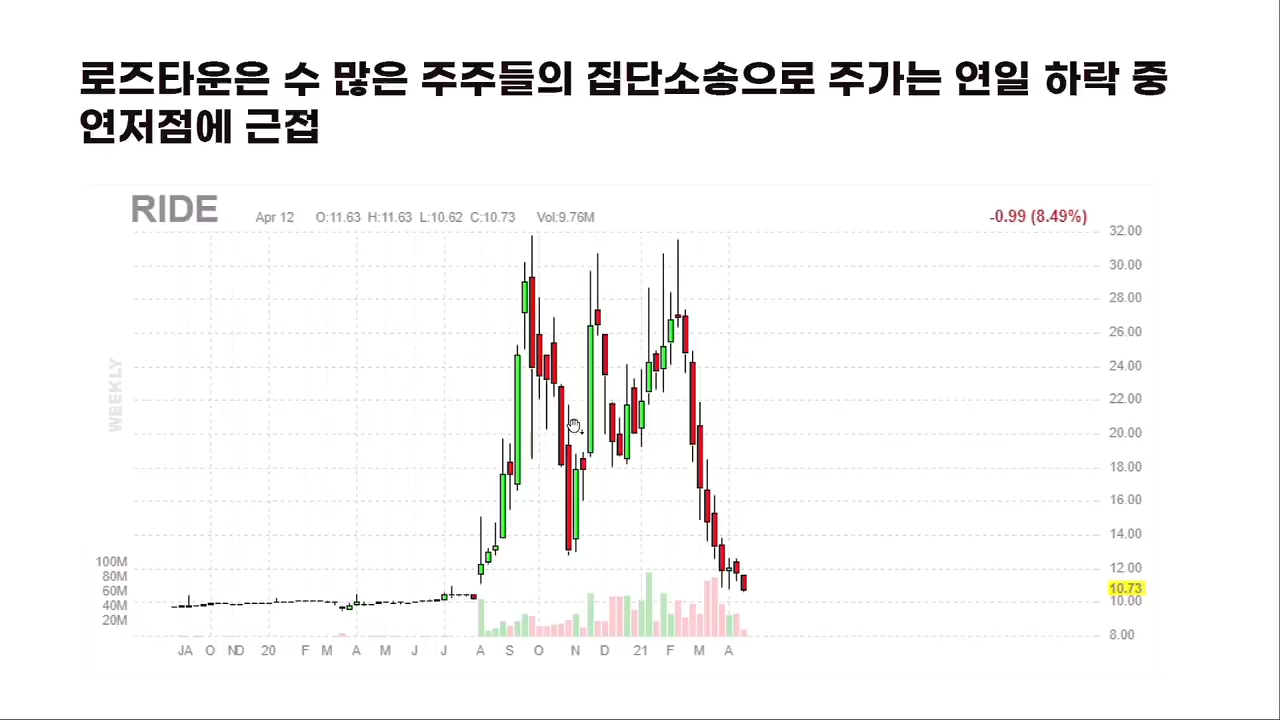 로즈타운은 수 많은 주주들의 집단소송으로 주가는 연일 하락 중
연저점에 근접
RIDE Apr 12 O:11.63 H:11.63 L:10.62 C:10.73 Vol:9.76M -0.99 (8.49%)
32.00
30.00
28.00
26.00
24.00
WEEKLY
22.00
20.00
18.00
16.00
14.00
100M 12.00
80M
60M 10.73
40M 10.00
20M
8.00
JA O ND 20 F M A M J J A S O N D 21 F M A